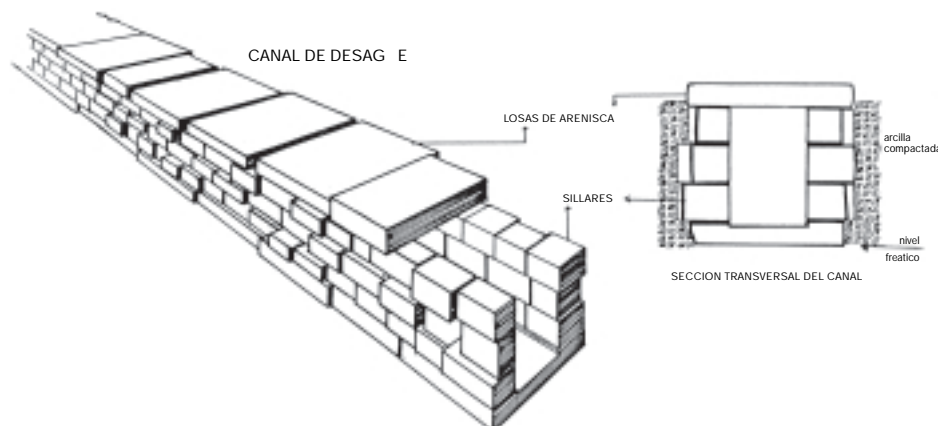 CANAL DE DESAG E
LOSAS DE ARENISCA
arcilla
compactada
SILLARES
nivel
freatico
SECCION TRANSVERSAL DEL CANAL